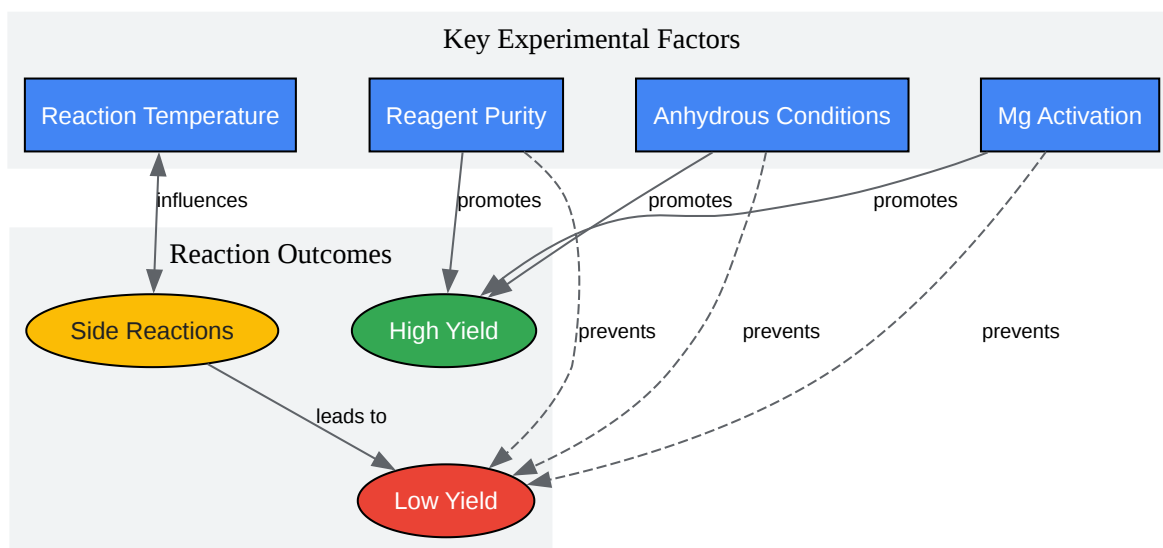 Key Experimental Factors
Reaction Temperature
Reagent Purity
Anhydrous Conditions
Mg Activation
influences
promotes
promotes
promotes
Reaction Outcomes
Side Reactions
High Yield
prevents
prevents
prevents
leads to
Low Yield